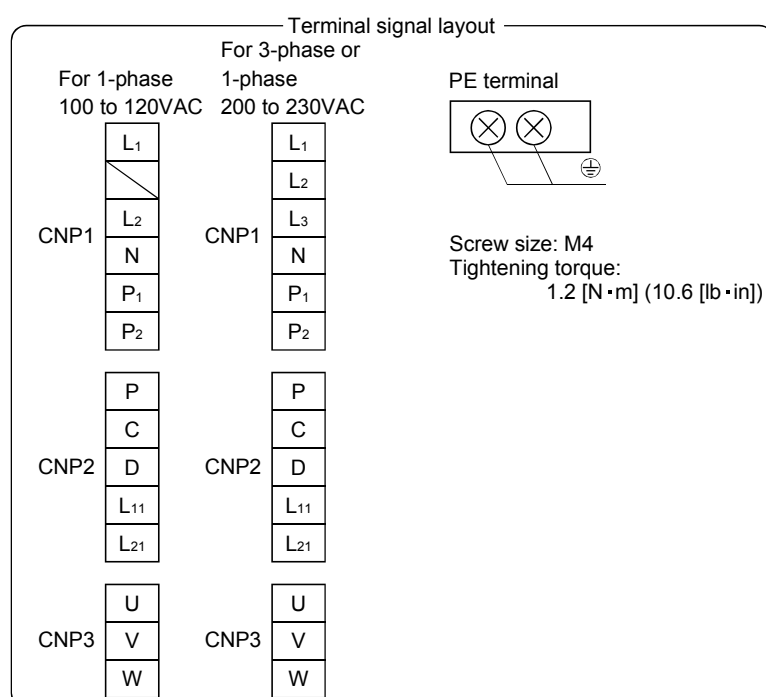 Terminal signal layout
For 1-phase
100 to 120VAC
For 3-phase or
1-phase
200 to 230VAC
PE terminal
CNP1
L1
L2
N
P1
P2
CNP1
L1
L2
L3
N
P1
P2
Screw size: M4
Tightening torque:
1.2 [N·m] (10.6 [lb·in])
CNP2
P
C
D
L11
L21
CNP2
P
C
D
L11
L21
CNP3
U
V
W
CNP3
U
V
W